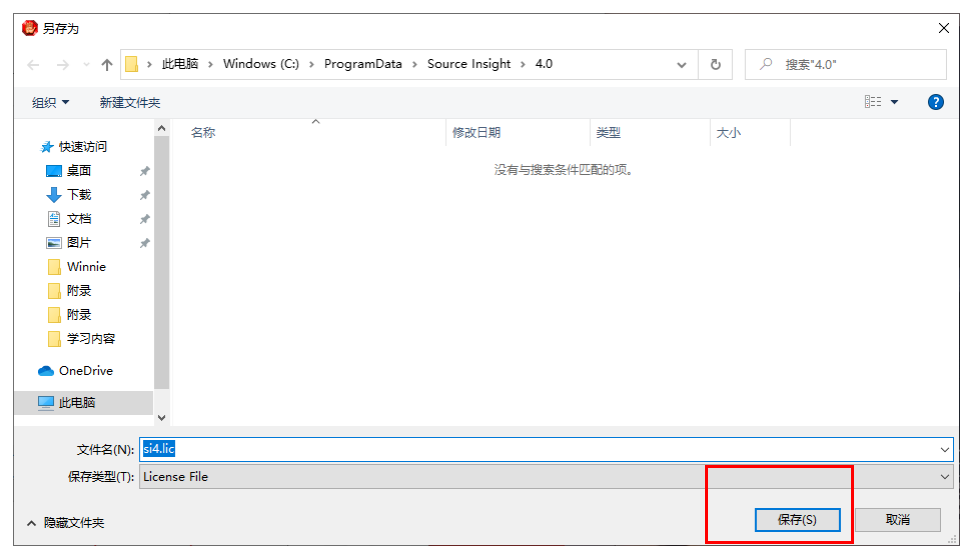 另存为
此电脑 > Windows (C:) > ProgramData > Source Insight > 4.0
搜索"4.0"
组织 新建文件夹
名称 修改日期 类型 大小
没有与搜索条件匹配的项。
快速访问
桌面
下载
文档
图片
Winnie
附录
附录
学习内容
OneDrive
此电脑
文件名(N): si4.lic
保存类型(T): License File
隐藏文件夹 保存(S) 取消